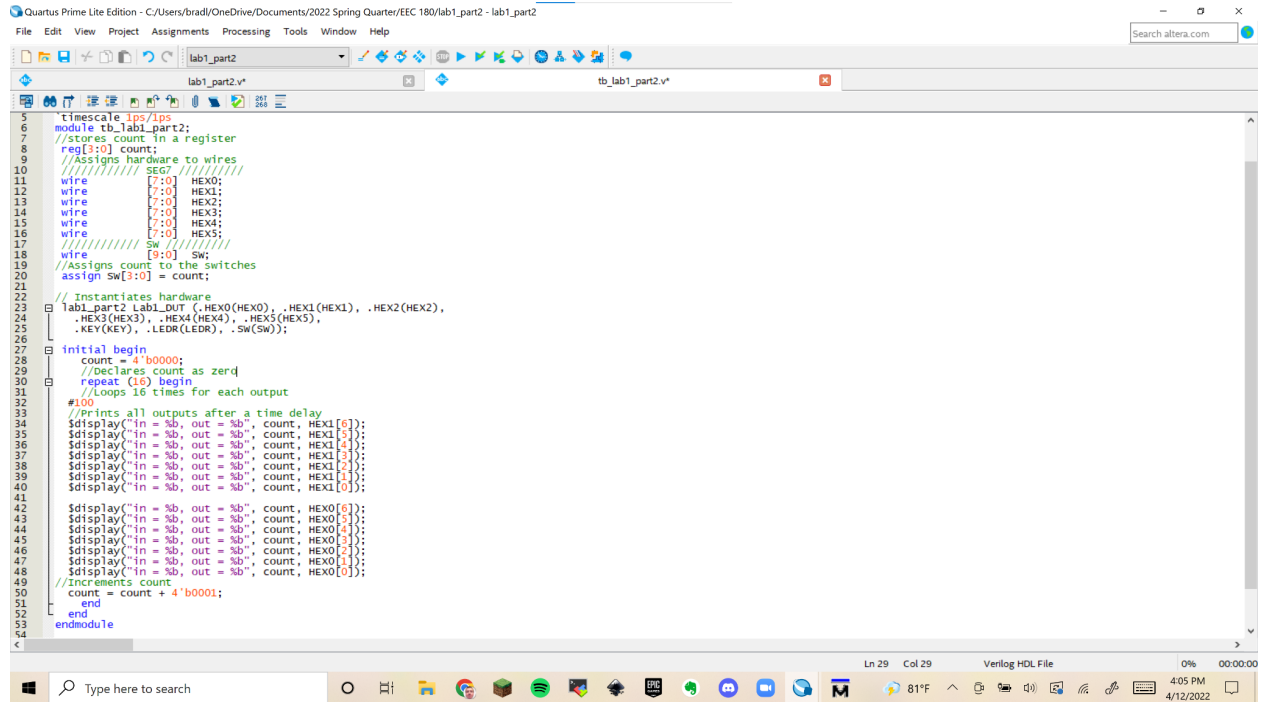 Quartus Prime Lite Edition - C:/Users/bradl/OneDrive/Documents/2022 Spring Quarter/EEC 180/lab1_part2 - lab1_part2
File Edit View Project Assignments Processing Tools Window Help
Search altera.com
lab1_part2
lab1_part2.v* tb_lab1_part2.v*
267
268
5 `timescale 1ps/1ps
6 module tb_lab1_part2;
7 //stores count in a register
8 reg[3:0] count;
9 //Assigns hardware to wires
10 //////////// SEG7 //////////
11 wire [7:0] HEX0;
12 wire [7:0] HEX1;
13 wire [7:0] HEX2;
14 wire [7:0] HEX3;
15 wire [7:0] HEX4;
16 wire [7:0] HEX5;
17 //////////// SW //////////
18 wire [9:0] SW;
19 //Assigns count to the switches
20 assign SW[3:0] = count;
21
22 // Instantiates hardware
23 lab1_part2 Lab1_DUT (.HEX0(HEX0), .HEX1(HEX1), .HEX2(HEX2),
24 .HEX3(HEX3), .HEX4(HEX4), .HEX5(HEX5),
25 .KEY(KEY), .LEDR(LEDR), .SW(SW));
26
27 initial begin
28 count = 4'b0000;
29 //Declares count as zero
30 repeat (16) begin
31 //Loops 16 times for each output
32 #100
33 //Prints all outputs after a time delay
34 $display("in = %b, out = %b", count, HEX1[6]);
35 $display("in = %b, out = %b", count, HEX1[5]);
36 $display("in = %b, out = %b", count, HEX1[4]);
37 $display("in = %b, out = %b", count, HEX1[3]);
38 $display("in = %b, out = %b", count, HEX1[2]);
39 $display("in = %b, out = %b", count, HEX1[1]);
40 $display("in = %b, out = %b", count, HEX1[0]);
41
42 $display("in = %b, out = %b", count, HEX0[6]);
43 $display("in = %b, out = %b", count, HEX0[5]);
44 $display("in = %b, out = %b", count, HEX0[4]);
45 $display("in = %b, out = %b", count, HEX0[3]);
46 $display("in = %b, out = %b", count, HEX0[2]);
47 $display("in = %b, out = %b", count, HEX0[1]);
48 $display("in = %b, out = %b", count, HEX0[0]);
49 //Increments count
50 count = count + 4'b0001;
51 end
52 end
53 endmodule
54
Ln 29 Col 29 Verilog HDL File 0% 00:00:00
Type here to search
EPIC
81°F
4:05 PM
4/12/2022